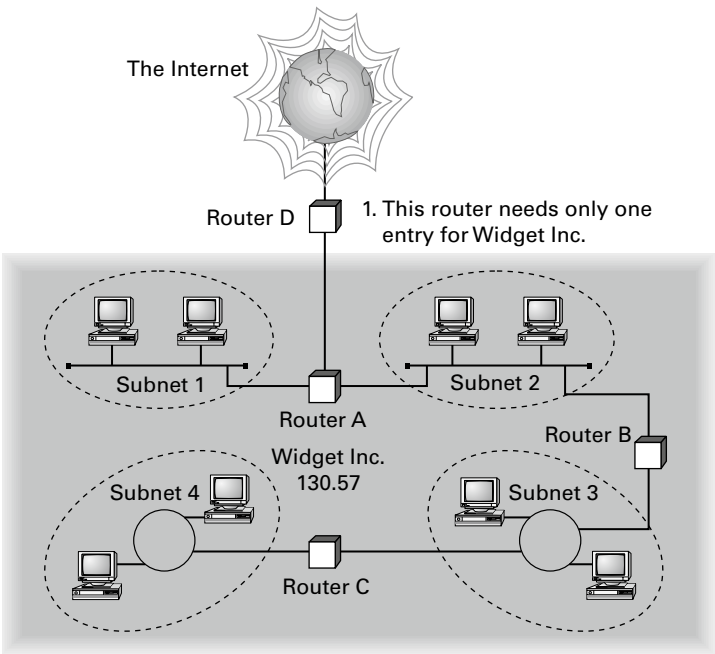 The Internet
Router D
1. This router needs only one
entry for Widget Inc.
Subnet 1
Subnet 2
Router A
Router B
Widget Inc.
130.57
Subnet 4
Subnet 3
Router C